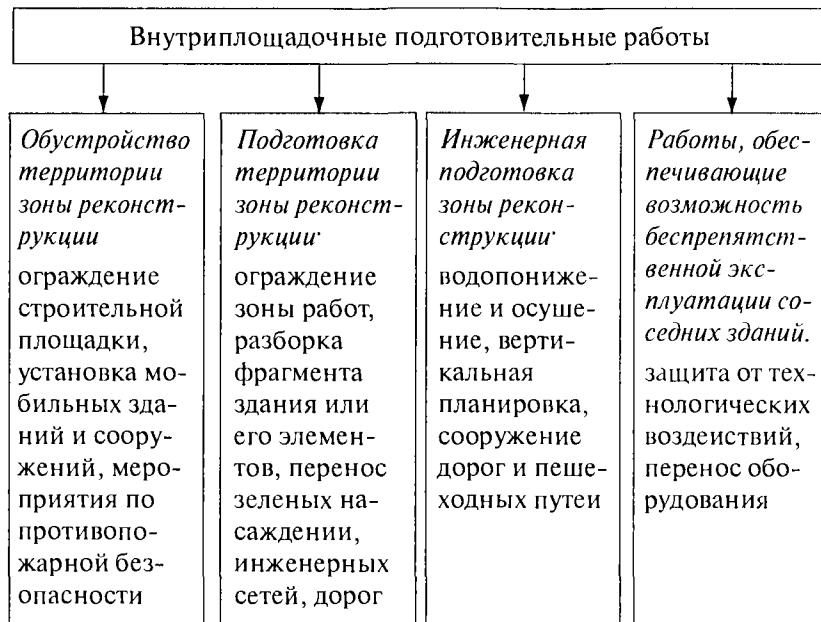 Внутриплощадочные подготовительные работы
Обустройство
территории
зоны реконст-
рукции
ограждение
строительной
площадки,
установка мо-
бильных зда-
ний и соору-
жений, меро-
приятия по
противопо-
жарной без-
опасности
Подготовка
территории
зоны реконст-
рукции·
ограждение
зоны работ,
разборка
фрагмента
здания или
его элемен-
тов, перенос
зеленых на-
саждении,
инженерных
сетей, дорог
Инженерная
подготовка
зоны рекон-
струкции·
водопониже-
ние и осуше-
ние, верти-
кальная
планировка,
сооружение
дорог и пеше-
ходных путеи
Работы, обес-
печивающие
возможность
беспрепятст-
венной экс-
плуатации со-
седних зданий.
защита от тех-
нологических
воздеиствий,
перенос обо-
рудования